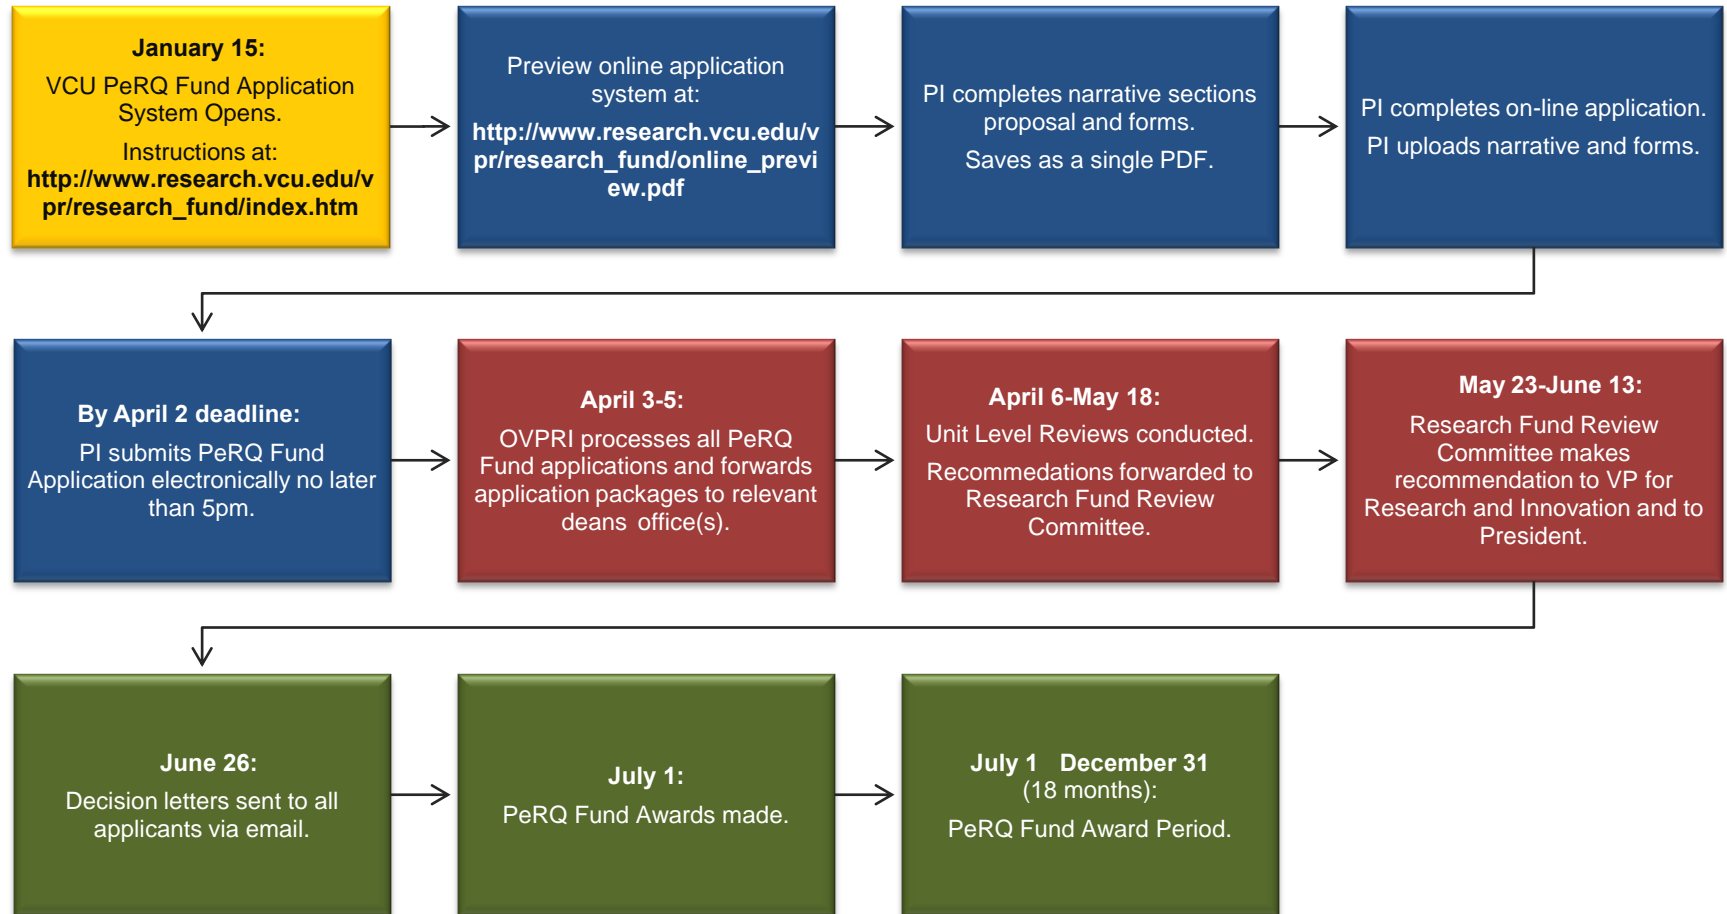 January 15:
VCU PeRQ Fund Application
System Opens.
Instructions at:
http://www.research.vcu.edu/v
pr/research_fund/index.htm
Preview online application
system at:
http://www.research.vcu.edu/v
pr/research_fund/online_previ
ew.pdf
PI completes narrative sections
proposal and forms.
Saves as a single PDF.
PI completes on-line application.
PI uploads narrative and forms.
By April 2 deadline:
PI submits PeRQ Fund
Application electronically no later
than 5pm.
April 3-5:
OVPRI processes all PeRQ
Fund applications and forwards
application packages to relevant
deans office(s).
April 6-May 18:
Unit Level Reviews conducted.
Recommedations forwarded to
Research Fund Review
Committee.
May 23-June 13:
Research Fund Review
Committee makes
recommendation to VP for
Research and Innovation and to
President.
June 26:
Decision letters sent to all
applicants via email.
July 1:
PeRQ Fund Awards made.
July 1 December 31
(18 months):
PeRQ Fund Award Period.